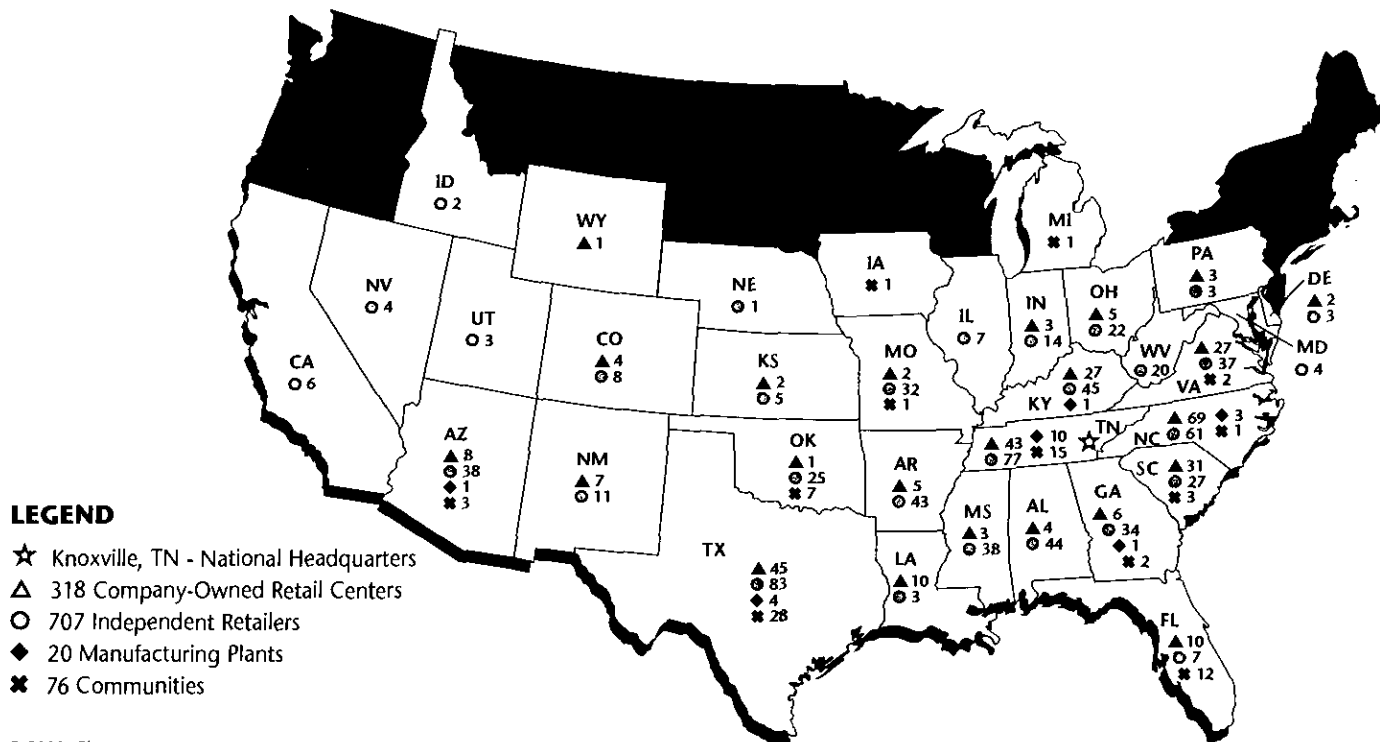 ID
2
WY
1
MI
1
PA
3
3
DE
2
3
MD
4
NV
4
UT
3
CO
4
8
NE
1
IA
1
IL
7
IN
3
14
OH
5
22
WV
20
27
37
2
VA
CA
6
KS
2
5
MO
2
32
1
27
45
KY 1
AZ
8
38
1
3
NM
7
11
OK
1
25
7
AR
5
43
TN
43 10
77 15
69 3
NC 61 1
SC 31
27
3
MS
3
38
AL
4
44
GA
6
34
1
2
TX
45
83
4
28
LA
10
3
FL
10
7
12
LEGEND
Knoxville, TN - National Headquarters
318 Company-Owned Retail Centers
707 Independent Retailers
20 Manufacturing Plants
76 Communities